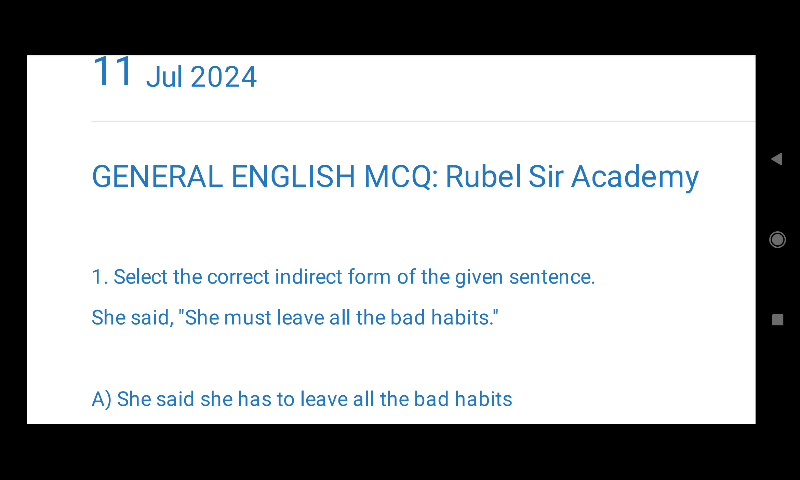 11 Jul 2024
GENERAL ENGLISH MCQ: Rubel Sir Academy
1. Select the correct indirect form of the given sentence.
She said, "She must leave all the bad habits."
A) She said she has to leave all the bad habits